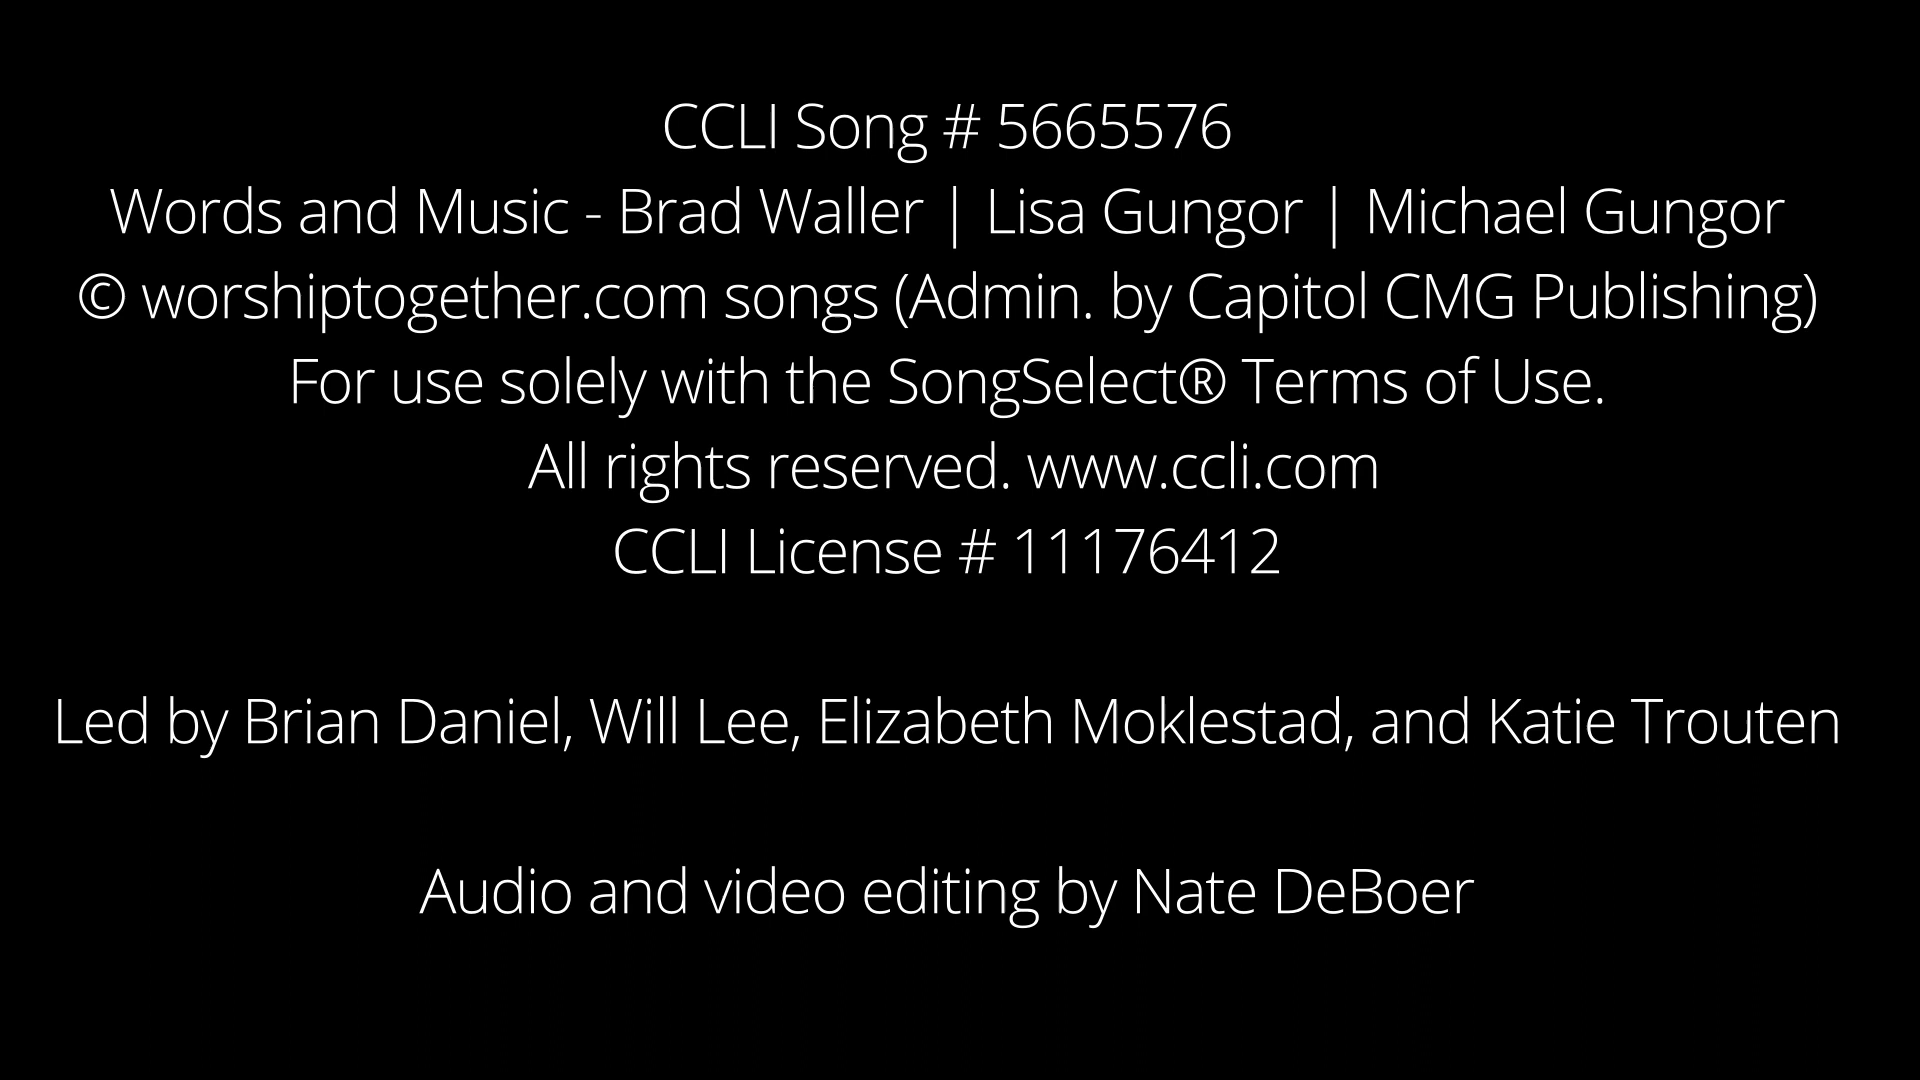 CCLI Song # 5665576
Words and Music - Brad Waller | Lisa Gungor | Michael Gungor
© worshiptogether.com songs (Admin. by Capitol CMG Publishing)
For use solely with the SongSelect® Terms of Use.
All rights reserved. www.ccli.com
CCLI License # 11176412
Led by Brian Daniel, Will Lee, Elizabeth Moklestad, and Katie Trouten
Audio and video editing by Nate DeBoer